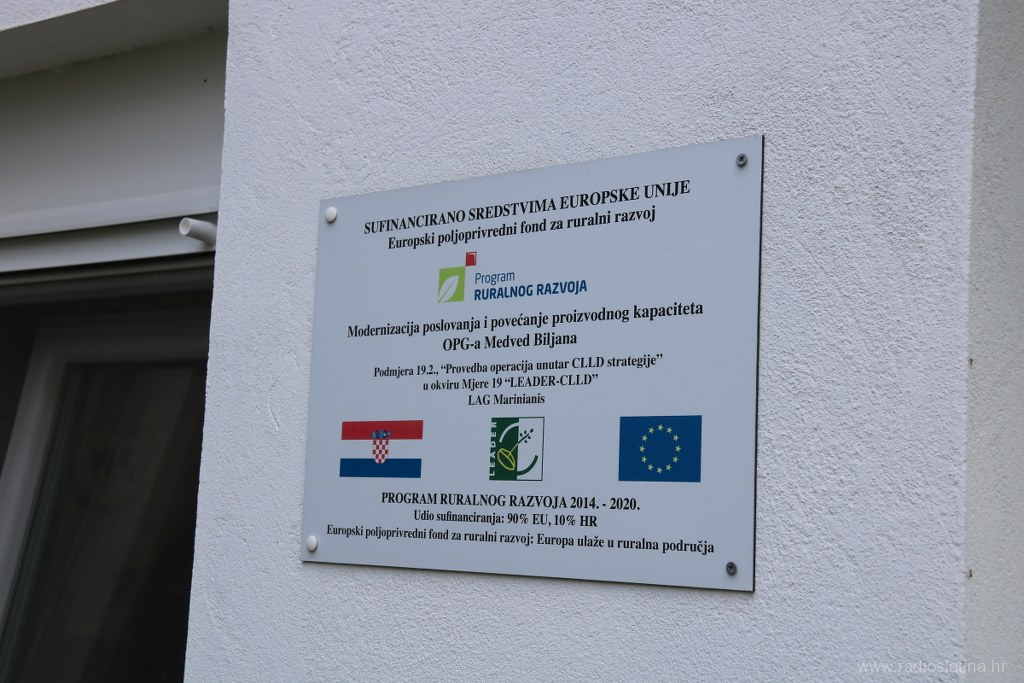 SUFINANCIRANO SREDSTVIMA EUROPSKE UNIJE
Europski poljoprivredni fond za ruralni razvoj
Program
RURALNOG RAZVOJA
Modernizacija poslovanja i povećanje proizvodnog kapaciteta
OPG-a Medved Biljana
Podmjera 19.2., “Provedba operacija unutar CLLD strategije”
u okviru Mjere 19 “LEADER-CLLD”
LAG Marinianis
LEADER
PROGRAM RURALNOG RAZVOJA 2014. - 2020.
Udio sufinanciranja: 90% EU, 10% HR
Europski poljoprivredni fond za ruralni razvoj: Europa ulaže u ruralna područja
www.radioslatina.hr